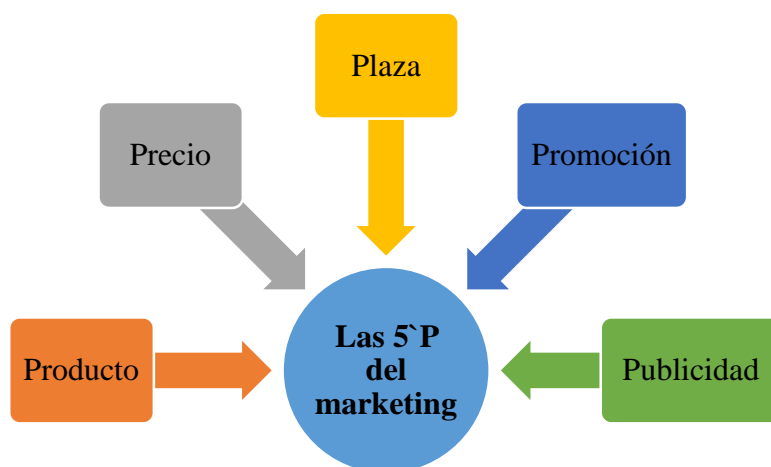 Plaza
Precio
Promoción
Las 5`P
del
marketing
Producto
Publicidad